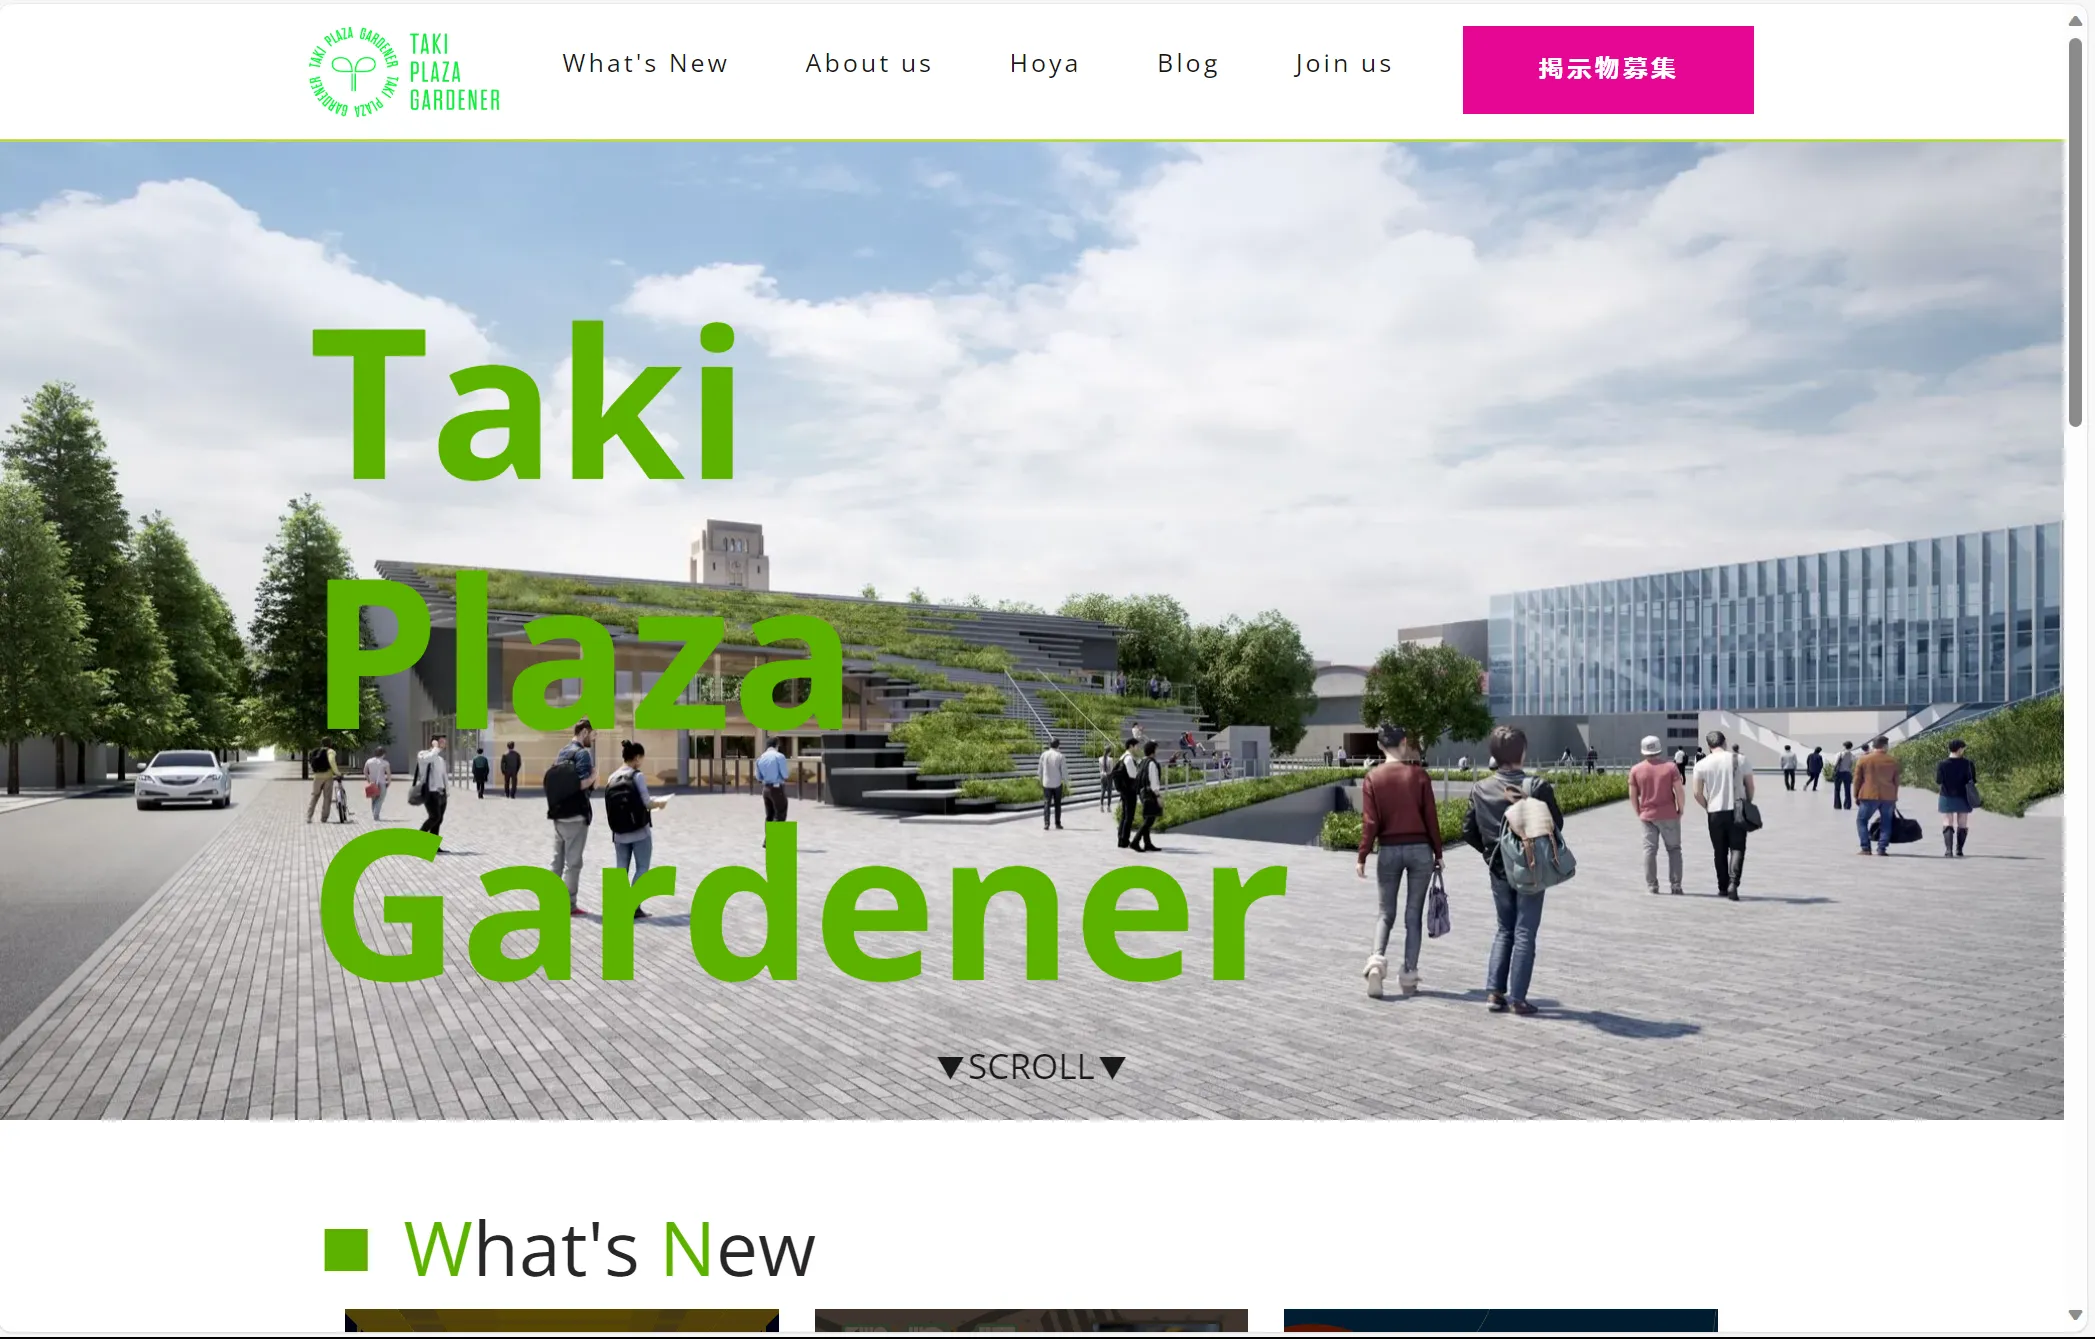 TAKI PLAZA GARDENER TAKI PLAZA GARDENER
TAKI
PLAZA
GARDENER
What's New
About us
Hoya
Blog
Join us
掲示物募集
Taki
Plaza
Gardener
▼SCROLL▼
What's New